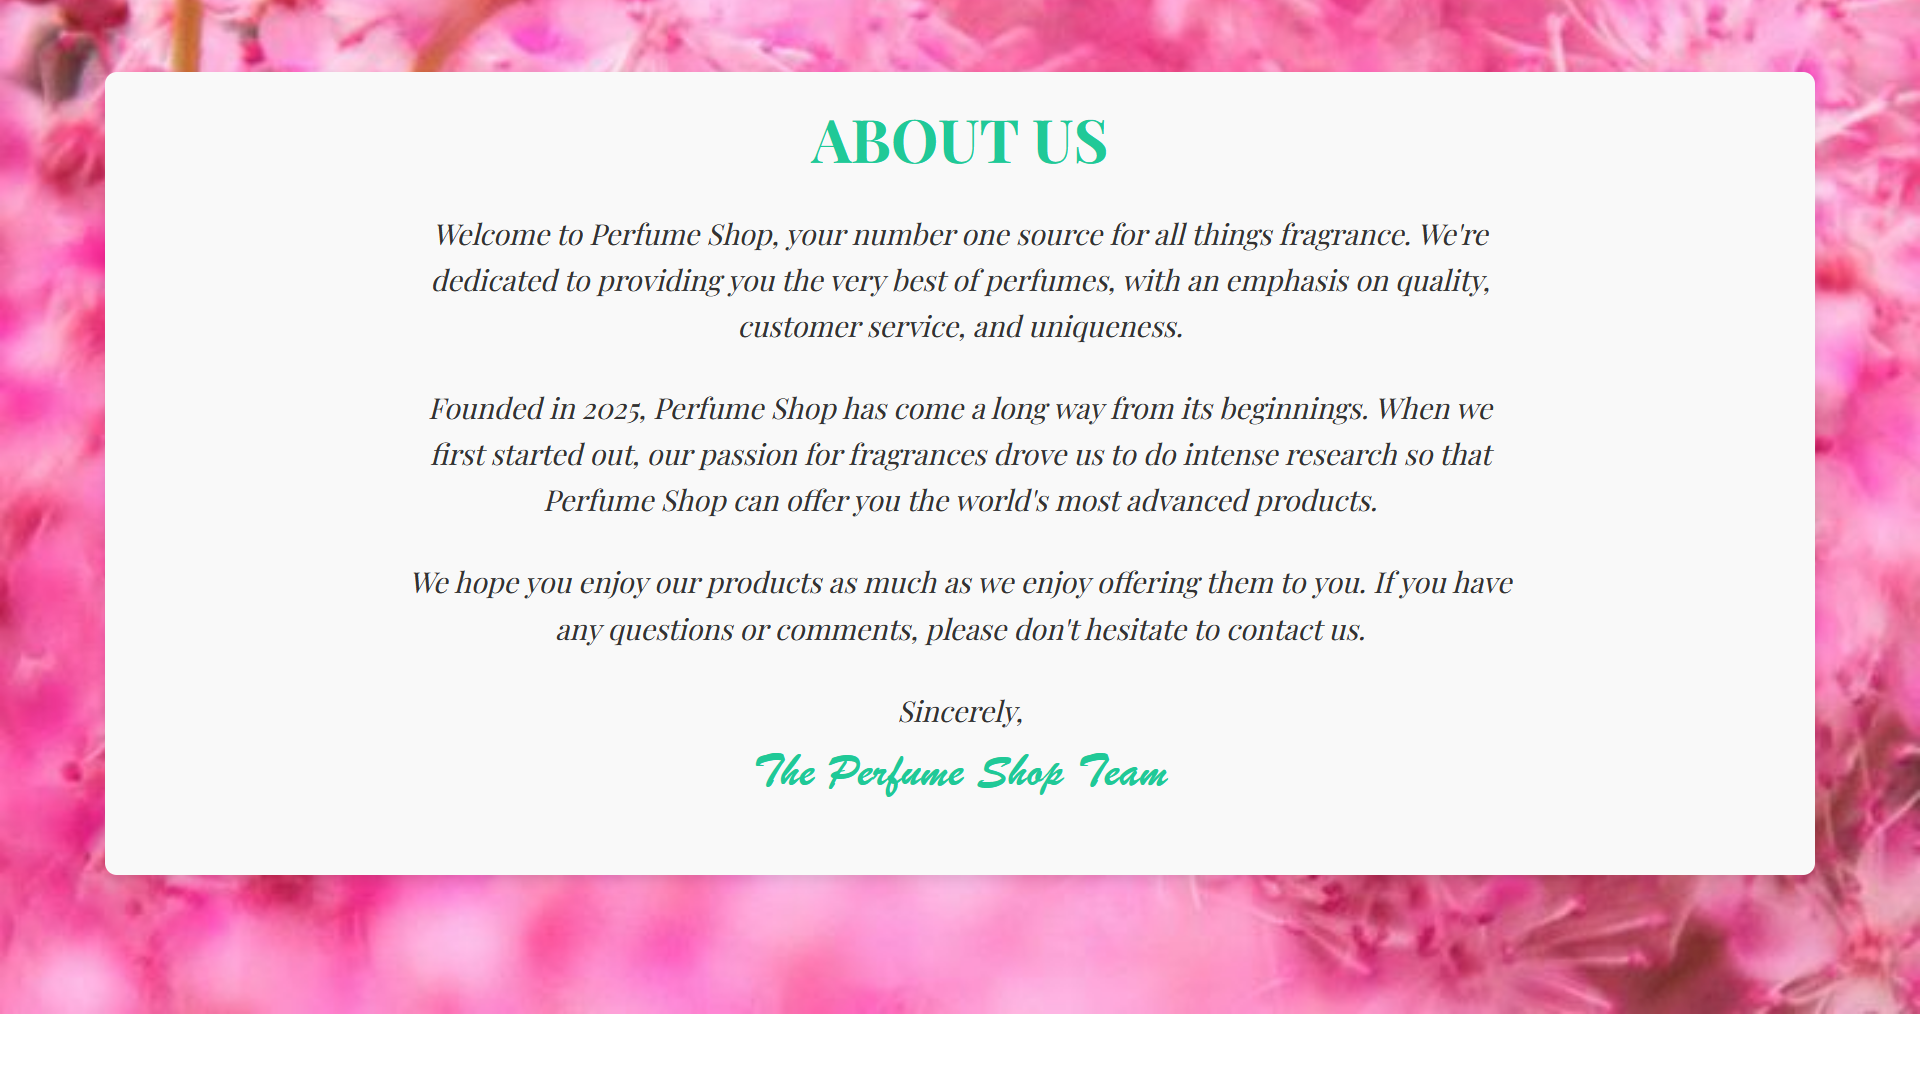 ABOUT US
Welcome to Perfume Shop, your number one source for all things fragrance. We're
dedicated to providing you the very best of perfumes, with an emphasis on quality,
customer service, and uniqueness.
Founded in 2025, Perfume Shop has come a long way from its beginnings. When we
first started out, our passion for fragrances drove us to do intense research so that
Perfume Shop can offer you the world's most advanced products.
We hope you enjoy our products as much as we enjoy offering them to you. If you have
any questions or comments, please don't hesitate to contact us.
Sincerely,
The Perfume Shop Team